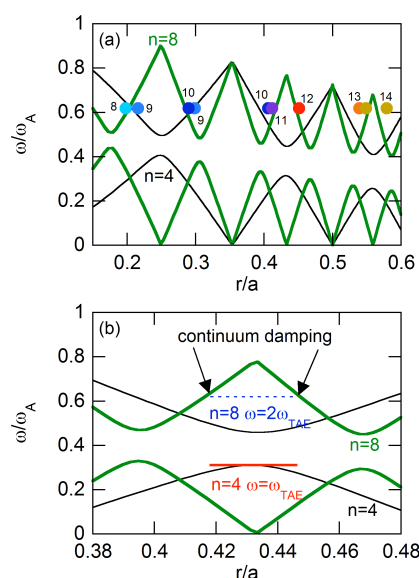 (a)
n=8
1
0.8
0.6
0.4
0.2
0
ω/ω_A
8
9
10
9
10
11
12
13
14
n=4
0.2
0.3
0.4
0.5
0.6
r/a
(b)
continuum damping
1
0.8
0.6
0.4
0.2
0
ω/ω_A
n=8 ω=2ω_TAE
n=8
n=4 ω=ω_TAE
n=4
0.38
0.4
0.42
0.44
0.46
0.48
r/a